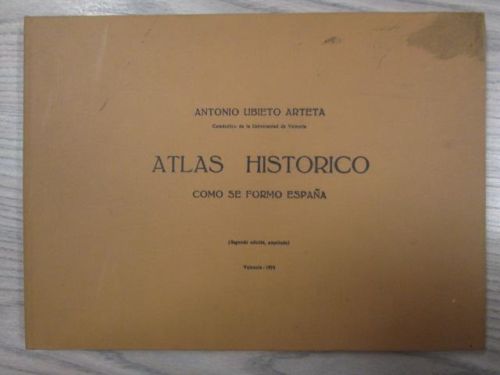 ANTONIO UBIETO ARTETA
Catedrático de la Universidad de Valencia
ATLAS HISTORICO
COMO SE FORMO ESPAÑA
(Segunda edición, ampliada)
Valencia - 1970